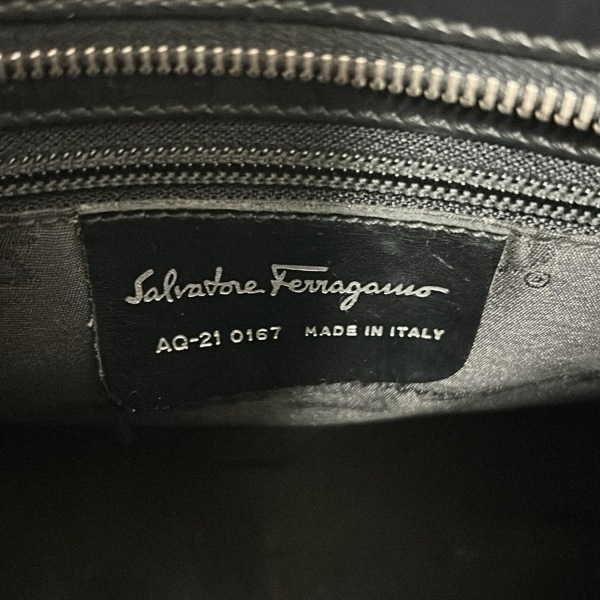 Salvatore Ferragamo
AQ-21 0167 MADE IN ITALY